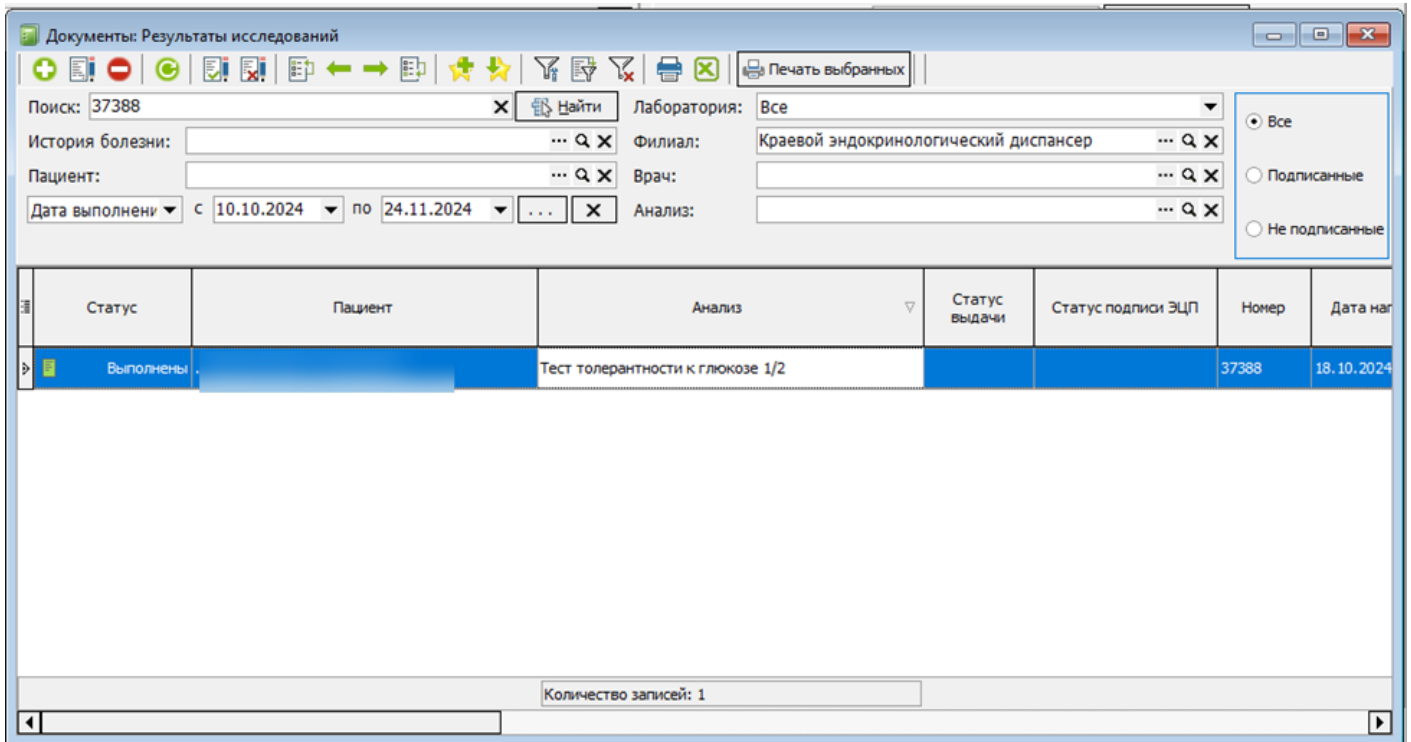 Документы: Результаты исследований
Печать выбранных
Поиск: 37388 Найти Лаборатория: Все
Все
История болезни: Филиал: Краевой эндокринологический диспансер
Пациент: Врач:
Подписанные
Дата выполнени с 10.10.2024 по 24.11.2024 ... Анализ:
Не подписанные
Статус Пациент Анализ Статус выдачи Статус подписи ЭЦП Номер Дата наг
Выполнены Тест толерантности к глюкозе 1/2 37388 18.10.2024
Количество записей: 1